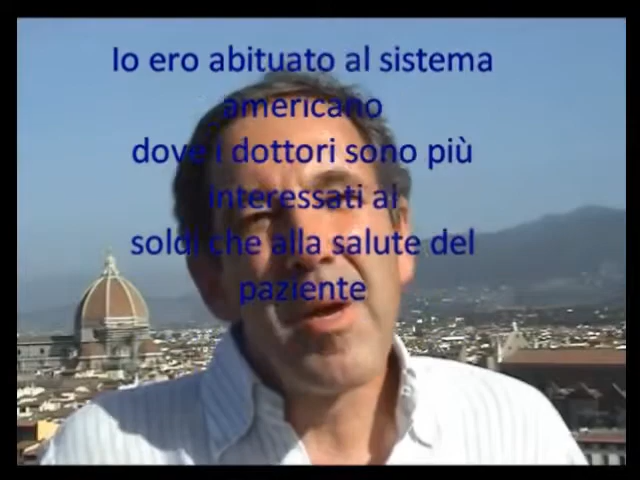 Io ero abituato al sistema
americano
dove i dottori sono più
interessati ai
soldi che alla salute del
paziente